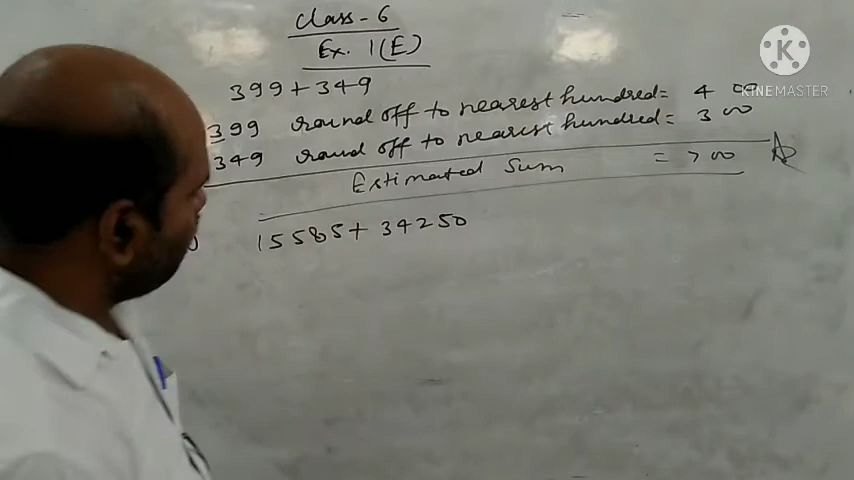 Class - 6
Ex. 1(E)
399 + 349
399 round off to nearest hundred = 400
349 round off to nearest hundred = 300
Estimated Sum = 700
15585 + 34250
KINEMASTER